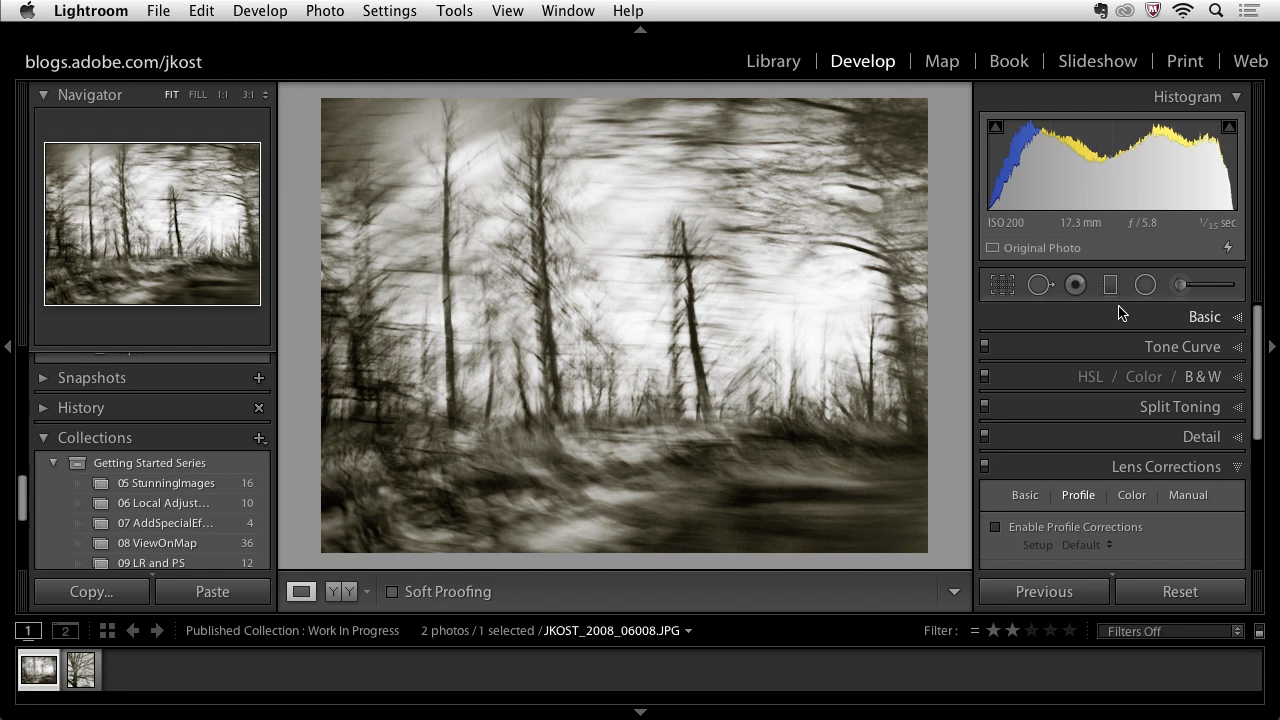 Lightroom File Edit Develop Photo Settings Tools View Window Help
blogs.adobe.com/jkost
Library | Develop | Map | Book | Slideshow | Print | Web
Navigator FIT FILL 1:1 3:1
Histogram
ISO 200 17.3 mm ƒ / 5.8 1/15 sec
Original Photo
Basic
Tone Curve
HSL / Color / B & W
Split Toning
Detail
Lens Corrections
Basic Profile Color Manual
Enable Profile Corrections
Setup Default
Snapshots +
History ×
Collections +
Getting Started Series
05 StunningImages 16
06 Local Adjust... 10
07 AddSpecialEf... 4
08 ViewOnMap 36
09 LR and PS 12
Copy... Paste
Y Y Soft Proofing
Previous Reset
1 2 Published Collection : Work In Progress 2 photos / 1 selected / JKOST_2008_06008.JPG Filter : Filters Off